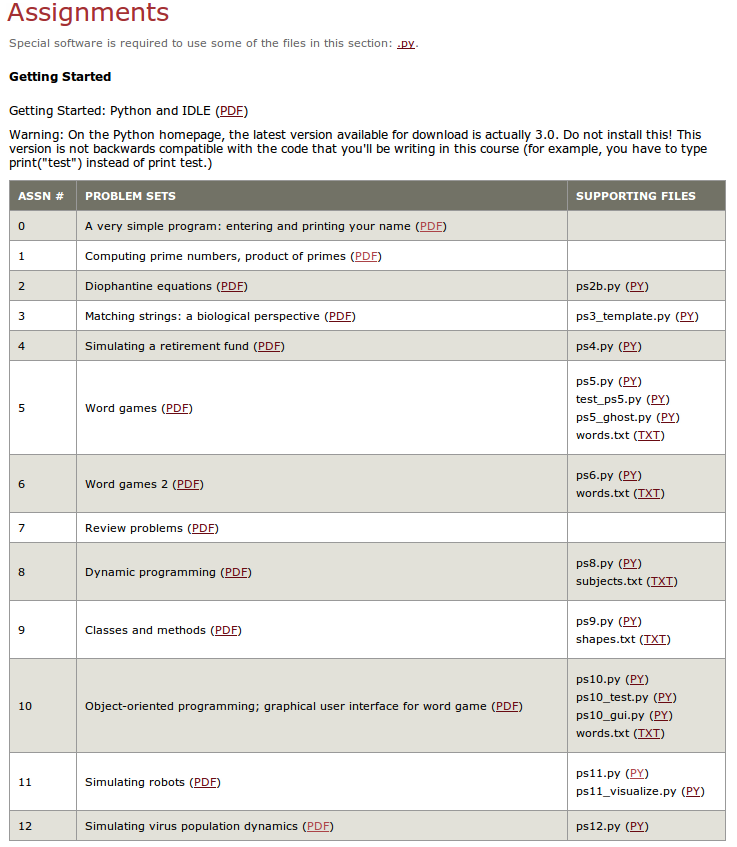 Assignments
Special software is required to use some of the files in this section: .py.
Getting Started
Getting Started: Python and IDLE (PDF)
Warning: On the Python homepage, the latest version available for download is actually 3.0. Do not install this! This
version is not backwards compatible with the code that you'll be writing in this course (for example, you have to type
print("test") instead of print test.)
ASSN # PROBLEM SETS SUPPORTING FILES
0 A very simple program: entering and printing your name (PDF)
1 Computing prime numbers, product of primes (PDF)
2 Diophantine equations (PDF) ps2b.py (PY)
3 Matching strings: a biological perspective (PDF) ps3_template.py (PY)
4 Simulating a retirement fund (PDF) ps4.py (PY)
5 Word games (PDF)
ps5.py (PY)
test_ps5.py (PY)
ps5_ghost.py (PY)
words.txt (TXT)
6 Word games 2 (PDF)
ps6.py (PY)
words.txt (TXT)
7 Review problems (PDF)
8 Dynamic programming (PDF)
ps8.py (PY)
subjects.txt (TXT)
9 Classes and methods (PDF)
ps9.py (PY)
shapes.txt (TXT)
10 Object-oriented programming; graphical user interface for word game (PDF)
ps10.py (PY)
ps10_test.py (PY)
ps10_gui.py (PY)
words.txt (TXT)
11 Simulating robots (PDF)
ps11.py (PY)
ps11_visualize.py (PY)
12 Simulating virus population dynamics (PDF) ps12.py (PY)